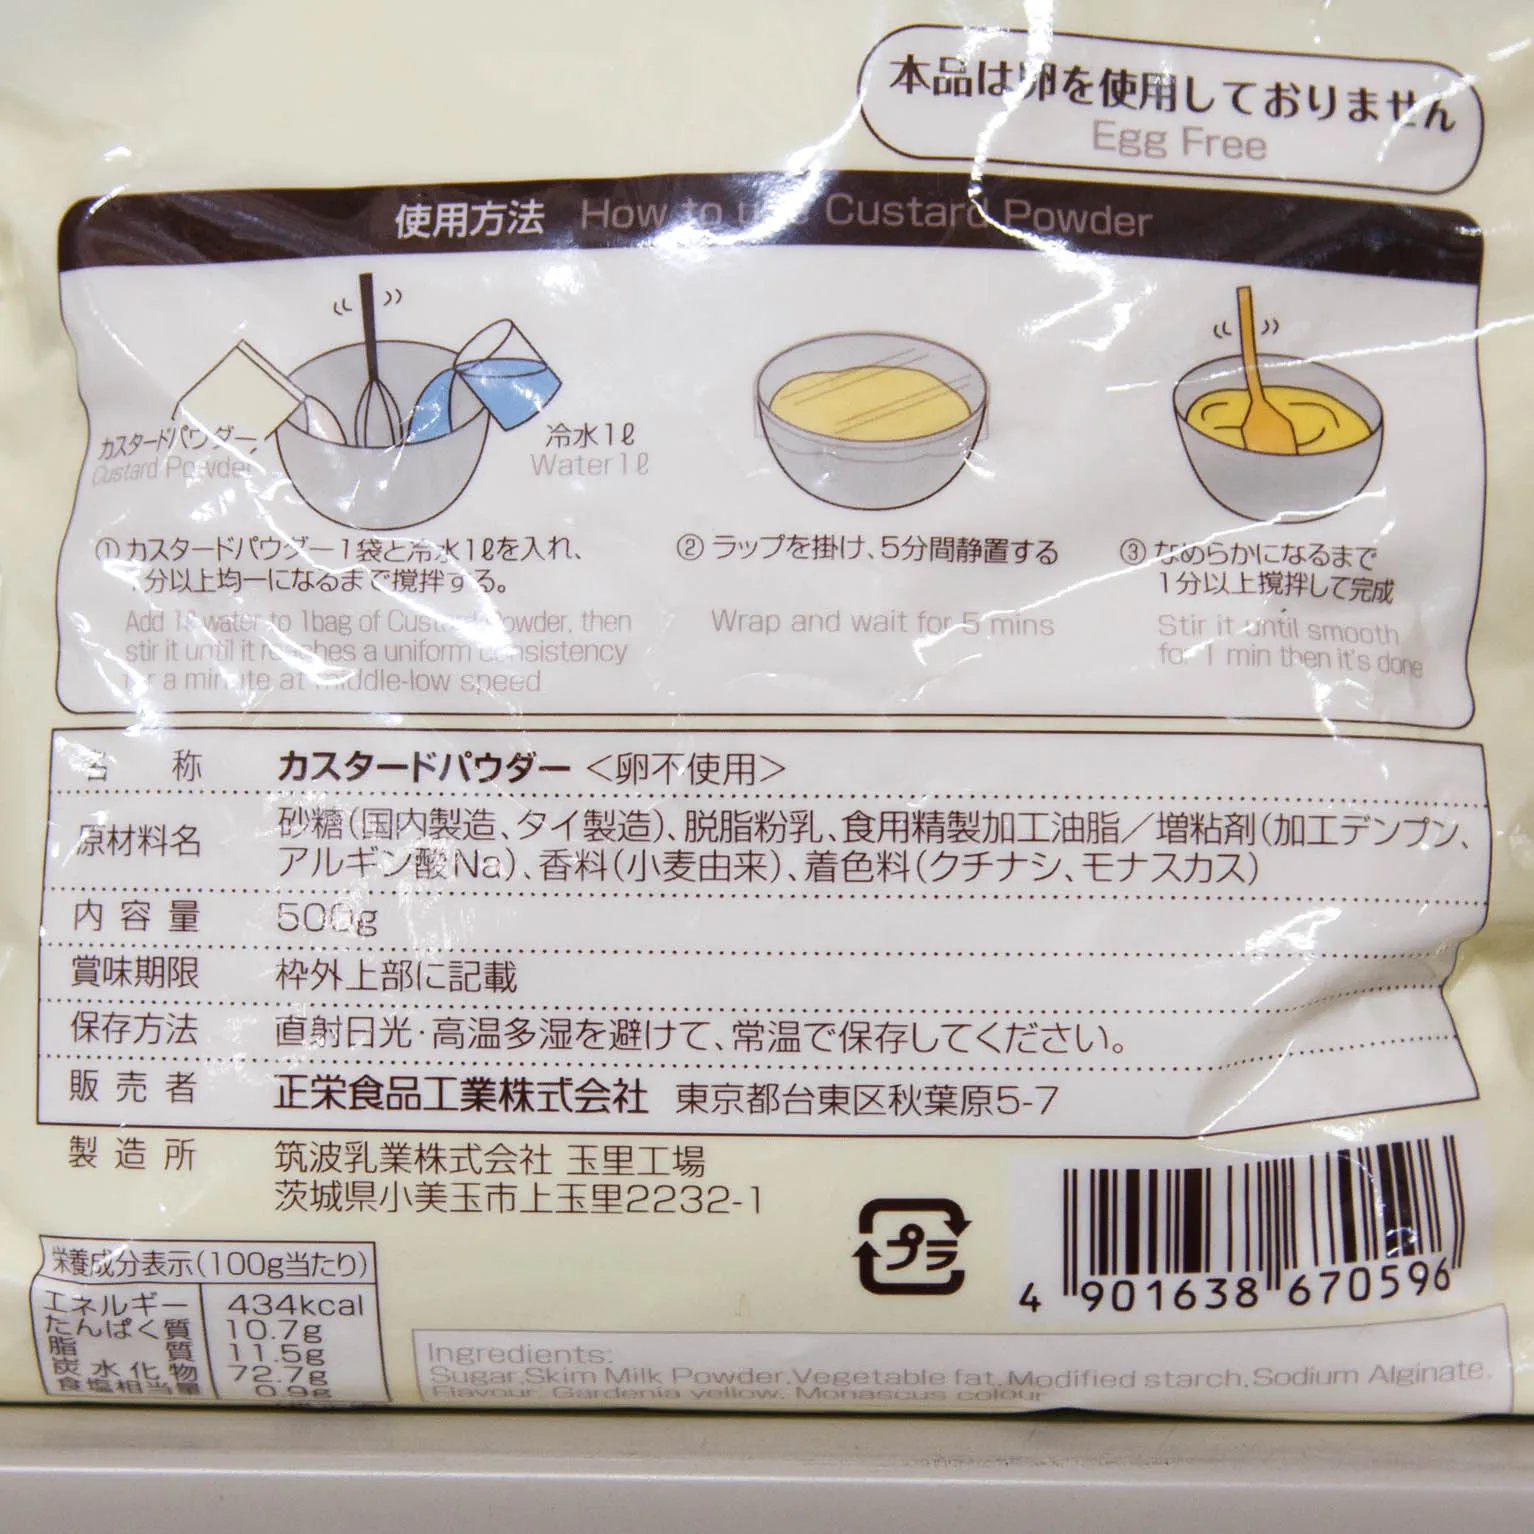 本品は卵を使用しておりません
Egg Free
使用方法 How to use Custard Powder
カスタードパウダー
Custard Powder
冷水1ℓ
Water 1ℓ
① カスタードパウダー1袋と冷水1ℓを入れ、
1分以上均一になるまで撹拌する。
Add 1ℓ water to 1bag of Custard Powder, then
stir it until it reaches a uniform consistency
for a minute at middle-low speed
② ラップを掛け、5分間静置する
Wrap and wait for 5 mins
③ なめらかになるまで
1分以上撹拌して完成
Stir it until smooth
for 1 min then it's done
名称 カスタードパウダー＜卵不使用＞
原材料名 砂糖（国内製造、タイ製造）、脱脂粉乳、食用精製加工油脂／増粘剤（加工デンプン、
アルギン酸Na）、香料（小麦由来）、着色料（クチナシ、モナスカス）
内容量 500g
賞味期限 枠外上部に記載
保存方法 直射日光・高温多湿を避けて、常温で保存してください。
販売者 正栄食品工業株式会社 東京都台東区秋葉原5-7
製造所 筑波乳業株式会社 玉里工場
茨城県小美玉市上玉里2232-1
プラ
4 901638 670596
栄養成分表示（100g当たり）
エネルギー 434kcal
たんぱく質 10.7g
脂質 11.5g
炭水化物 72.7g
食塩相当量 0.9g
Ingredients:
Sugar,Skim Milk Powder,Vegetable fat,Modified starch,Sodium Alginate,
Flavour, Gardenia yellow, Monascus colour